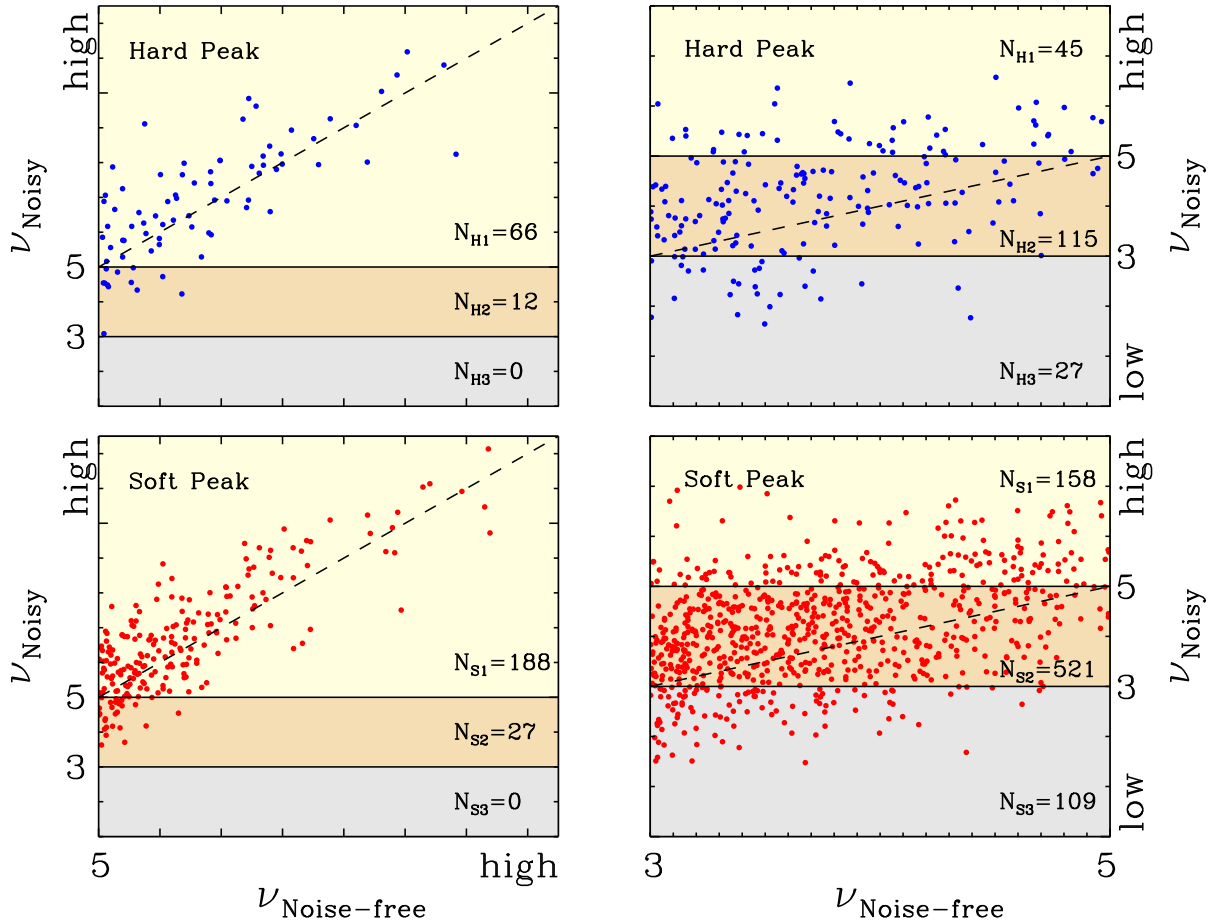 high
Hard Peak
ν_Noisy
N_H1=66
5
N_H2=12
3
N_H3=0
Hard Peak
N_H1=45
high
5
ν_Noisy
N_H2=115
3
N_H3=27
low
high
Soft Peak
ν_Noisy
N_S1=188
5
N_S2=27
3
N_S3=0
5
high
ν_Noise−free
Soft Peak
N_S1=158
high
5
ν_Noisy
N_S2=521
3
N_S3=109
low
3
5
ν_Noise−free